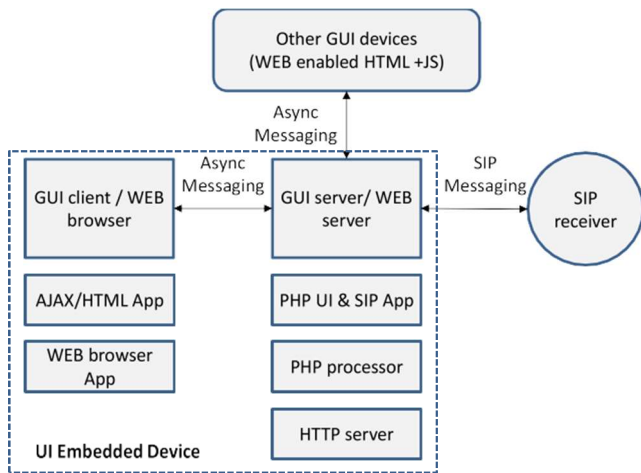 Other GUI devices
(WEB enabled HTML +JS)
Async
Messaging
Async
Messaging
SIP
Messaging
GUI client / WEB
browser
GUI server/ WEB
server
SIP
receiver
AJAX/HTML App
PHP UI & SIP App
WEB browser
App
PHP processor
HTTP server
UI Embedded Device